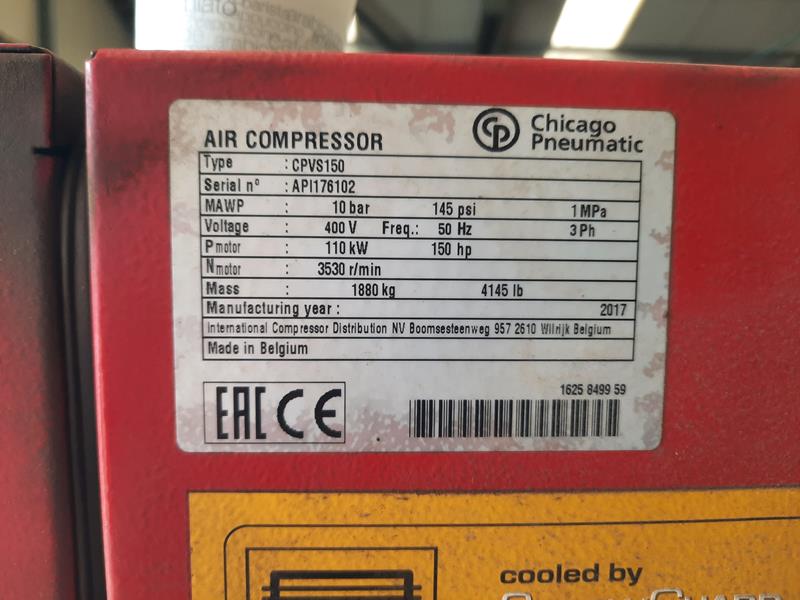 Chicago
Pneumatic
AIR COMPRESSOR
Type : CPVS150
Serial nº : API176102
MAWP : 10 bar 145 psi 1 MPa
Voltage : 400 V Freq.: 50 Hz 3 Ph
Pmotor : 110 kW 150 hp
Nmotor : 3530 r/min
Mass : 1880 kg 4145 lb
Manufacturing year : 2017
International Compressor Distribution NV Boomsesteenweg 957 2610 Wilrijk Belgium
Made in Belgium
EAC CE
1625 8499 59
cooled by